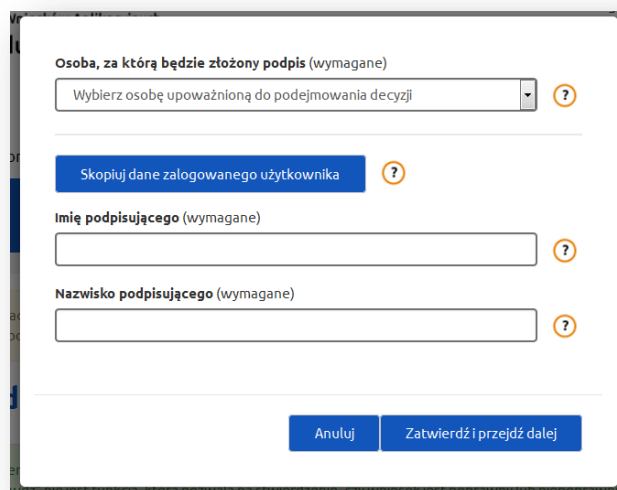 Osoba, za którą będzie złożony podpis (wymagane)
Wybierz osobę upoważnioną do podejmowania decyzji
?
Skopiuj dane zalogowanego użytkownika
?
Imię podpisującego (wymagane)
?
Nazwisko podpisującego (wymagane)
?
Anuluj
Zatwierdź i przejdź dalej